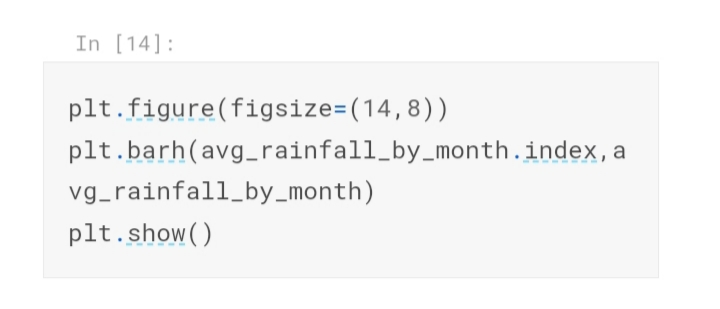 In [14]:
plt.figure(figsize=(14,8))
plt.barh(avg_rainfall_by_month.index,a
vg_rainfall_by_month)
plt.show()